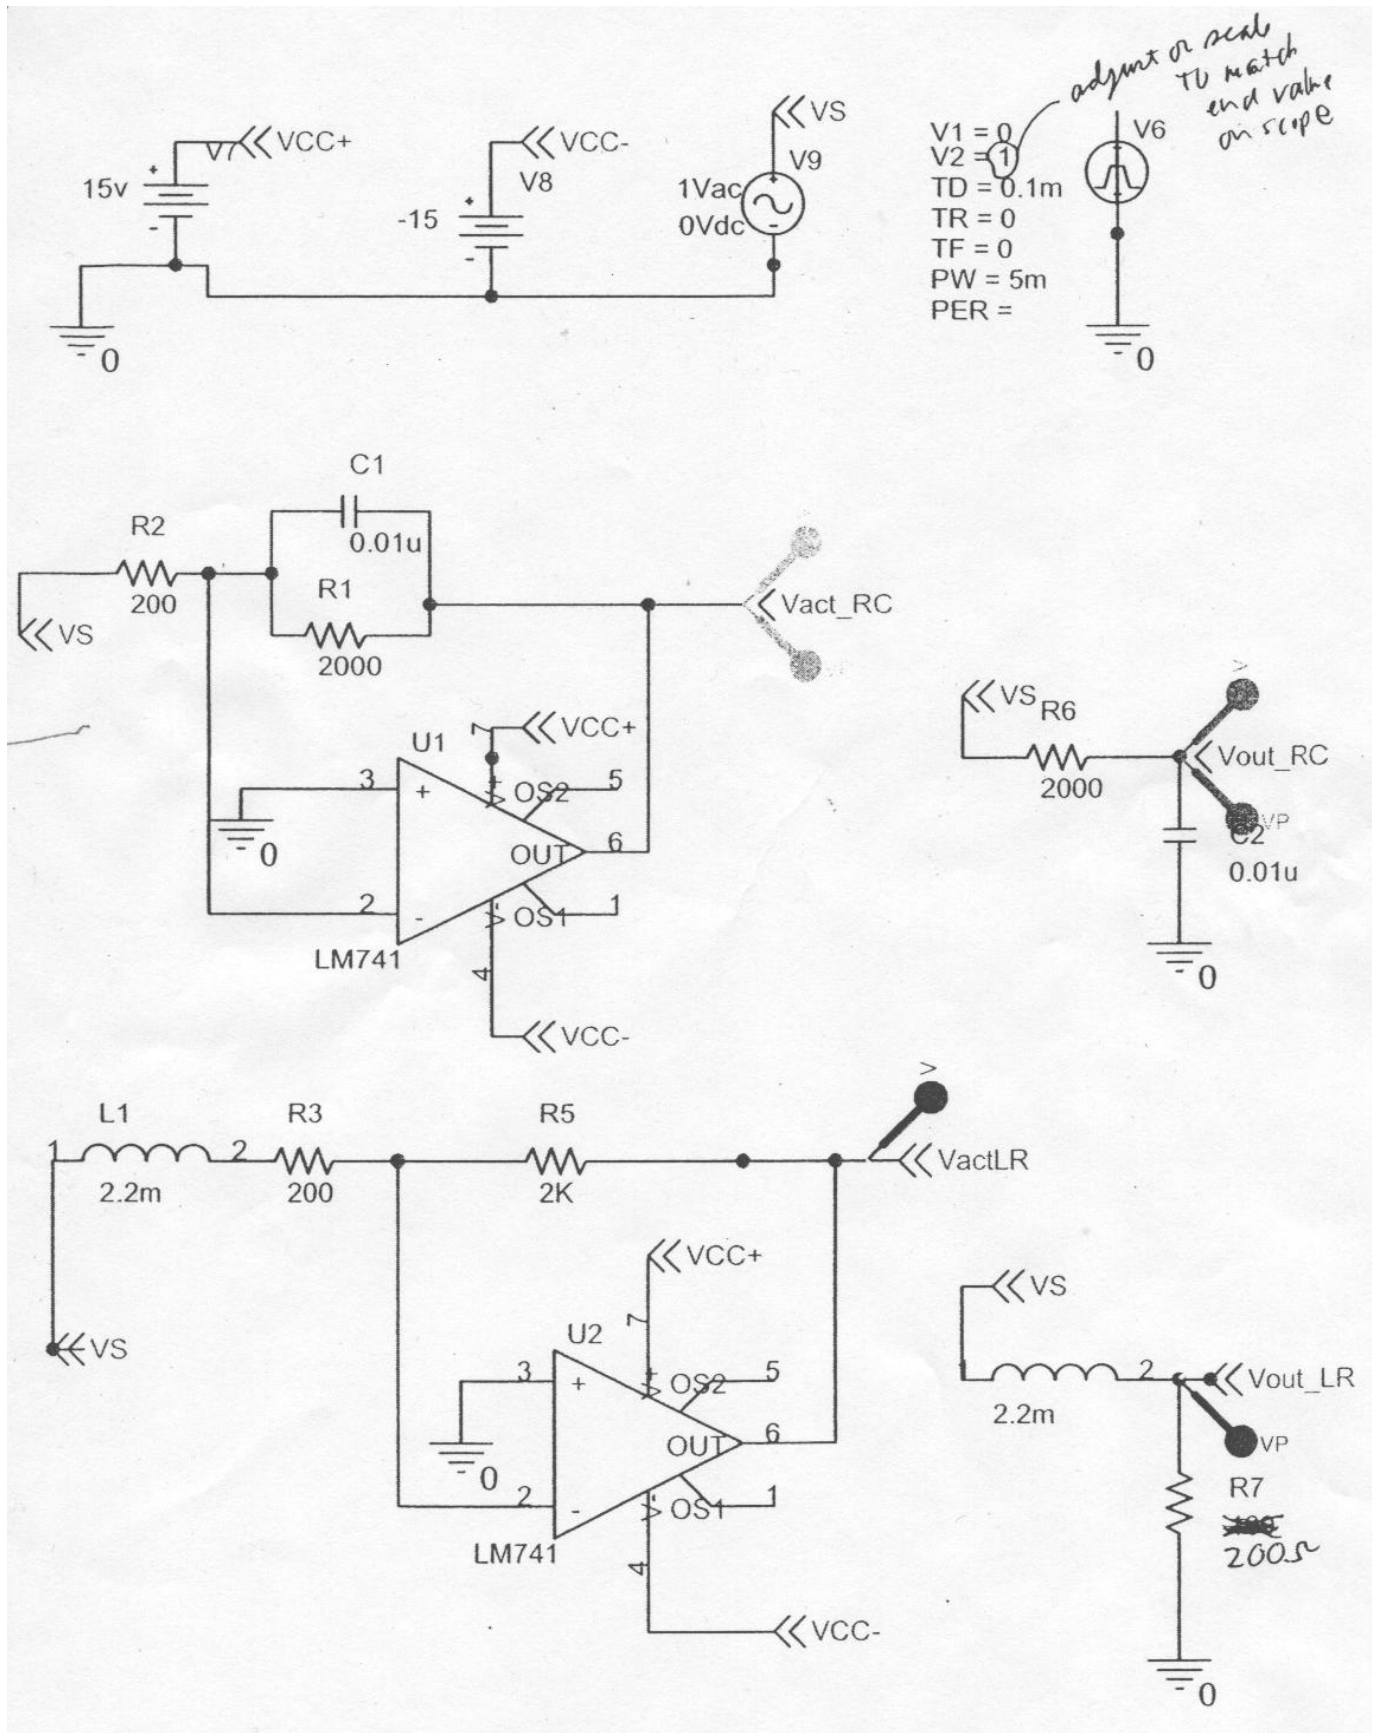 adjust or scale
to match
end value
on scope
VCC+
15v
VCC-
V8
-15
VS
V9
1Vac
0Vdc
V1 = 0
V2 = 1
TD = 0.1m
TR = 0
TF = 0
PW = 5m
PER =
V6
0
0
C1
0.01u
R2
200
R1
2000
VS
Vact_RC
U1
7
VCC+
3
+
V+
OS2
5
0
OUT
6
2
-
V-
OS1
1
LM741
4
VCC-
VS
R6
2000
V
Vout_RC
VP
C2
0.01u
0
L1
1
2
2.2m
R3
200
R5
2K
V
VactLR
VS
VCC+
7
U2
3
+
V+
OS2
5
0
OUT
6
2
-
V-
OS1
1
LM741
4
VCC-
VS
1
2
2.2m
Vout_LR
VP
R7
200Ω
0